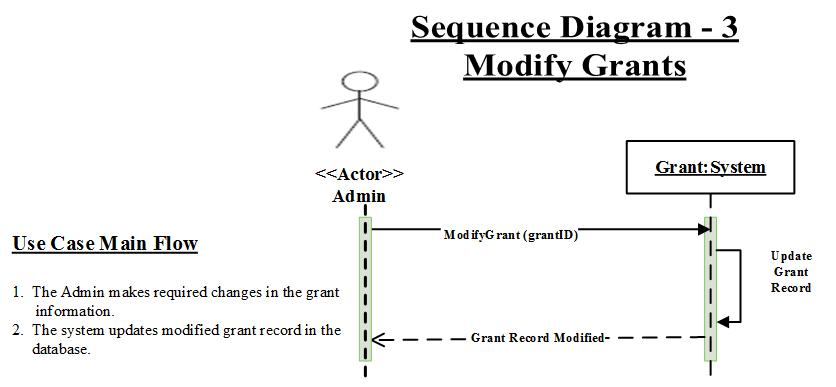 Sequence Diagram - 3
Modify Grants
<<Actor>>
Admin
Grant:System
ModifyGrant (grantID)
Update
Grant
Record
Grant Record Modified-
Use Case Main Flow
1. The Admin makes required changes in the grant
information.
2. The system updates modified grant record in the
database.